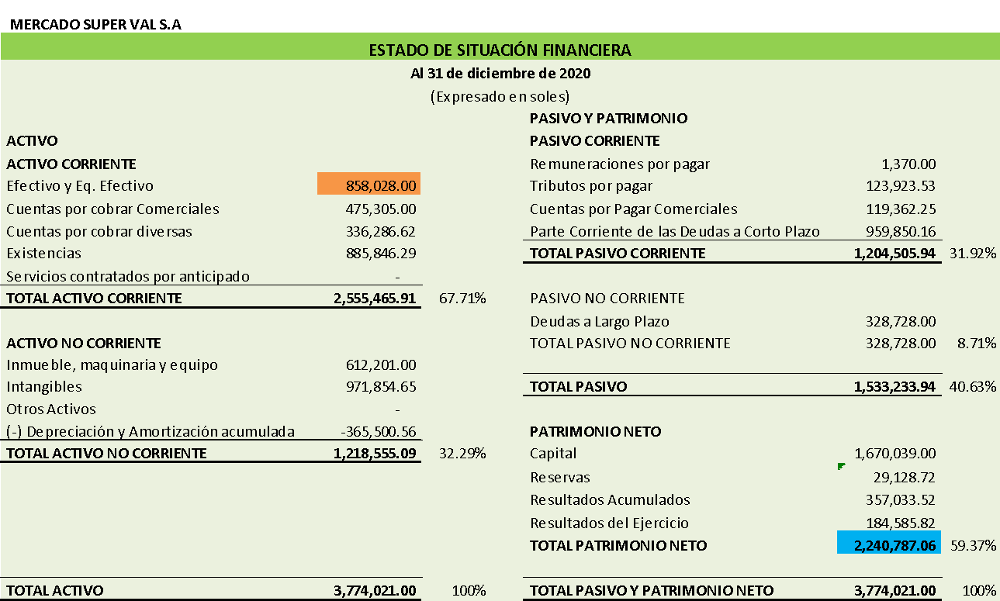 MERCADO SUPER VAL S.A
ESTADO DE SITUACIÓN FINANCIERA
Al 31 de diciembre de 2020
(Expresado en soles)
ACTIVO
ACTIVO CORRIENTE
Efectivo y Eq. Efectivo 858,028.00
Cuentas por cobrar Comerciales 475,305.00
Cuentas por cobrar diversas 336,286.62
Existencias 885,846.29
Servicios contratados por anticipado -
TOTAL ACTIVO CORRIENTE 2,555,465.91 67.71%
ACTIVO NO CORRIENTE
Inmueble, maquinaria y equipo 612,201.00
Intangibles 971,854.65
Otros Activos -
(-) Depreciación y Amortización acumulada -365,500.56
TOTAL ACTIVO NO CORRIENTE 1,218,555.09 32.29%
TOTAL ACTIVO 3,774,021.00 100%
PASIVO Y PATRIMONIO
PASIVO CORRIENTE
Remuneraciones por pagar 1,370.00
Tributos por pagar 123,923.53
Cuentas por Pagar Comerciales 119,362.25
Parte Corriente de las Deudas a Corto Plazo 959,850.16
TOTAL PASIVO CORRIENTE 1,204,505.94 31.92%
PASIVO NO CORRIENTE
Deudas a Largo Plazo 328,728.00
TOTAL PASIVO NO CORRIENTE 328,728.00 8.71%
TOTAL PASIVO 1,533,233.94 40.63%
PATRIMONIO NETO
Capital 1,670,039.00
Reservas 29,128.72
Resultados Acumulados 357,033.52
Resultados del Ejercicio 184,585.82
TOTAL PATRIMONIO NETO 2,240,787.06 59.37%
TOTAL PASIVO Y PATRIMONIO NETO 3,774,021.00 100%